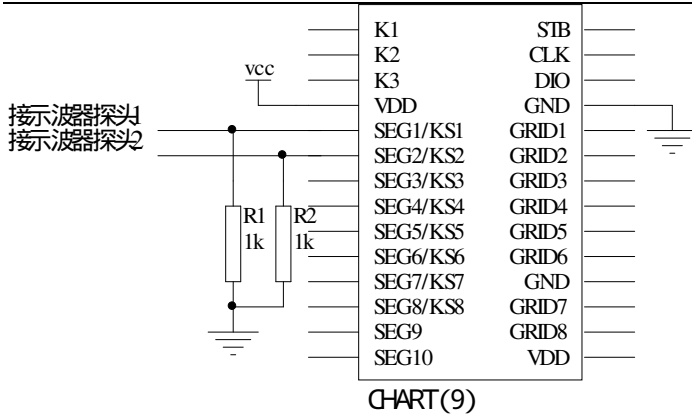 K1 STB
K2 CLK
vcc K3 DIO
VDD GND
接示波器探头1 SEG1/KS1 GRID1
接示波器探头2 SEG2/KS2 GRID2
SEG3/KS3 GRID3
SEG4/KS4 GRID4
R1 R2 SEG5/KS5 GRID5
1k 1k SEG6/KS6 GRID6
SEG7/KS7 GND
SEG8/KS8 GRID7
SEG9 GRID8
SEG10 VDD
CHART(9)